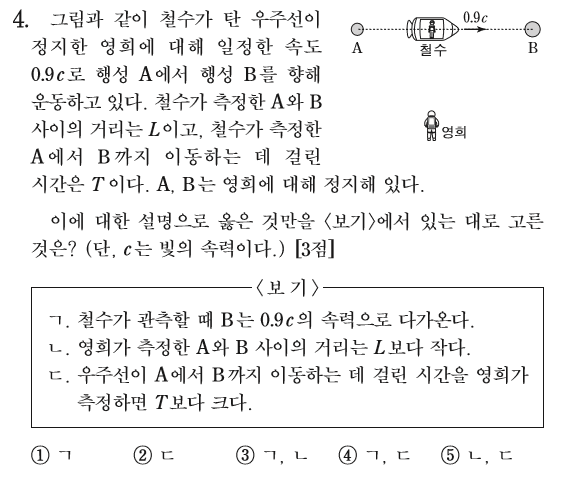 4. 그림과 같이 철수가 탄 우주선이
정지한 영희에 대해 일정한 속도
0.9c로 행성 A에서 행성 B를 향해
운동하고 있다. 철수가 측정한 A와 B
사이의 거리는 L이고, 철수가 측정한
A에서 B까지 이동하는 데 걸린
시간은 T이다. A, B는 영희에 대해 정지해 있다.
0.9c
A
철수
B
영희
이에 대한 설명으로 옳은 것만을 〈보기〉에서 있는 대로 고른
것은? (단, c는 빛의 속력이다.) [3점]
〈보 기〉
ㄱ. 철수가 관측할 때 B는 0.9c의 속력으로 다가온다.
ㄴ. 영희가 측정한 A와 B 사이의 거리는 L보다 작다.
ㄷ. 우주선이 A에서 B까지 이동하는 데 걸린 시간을 영희가
측정하면 T보다 크다.
① ㄱ ② ㄷ ③ ㄱ, ㄴ ④ ㄱ, ㄷ ⑤ ㄴ, ㄷ